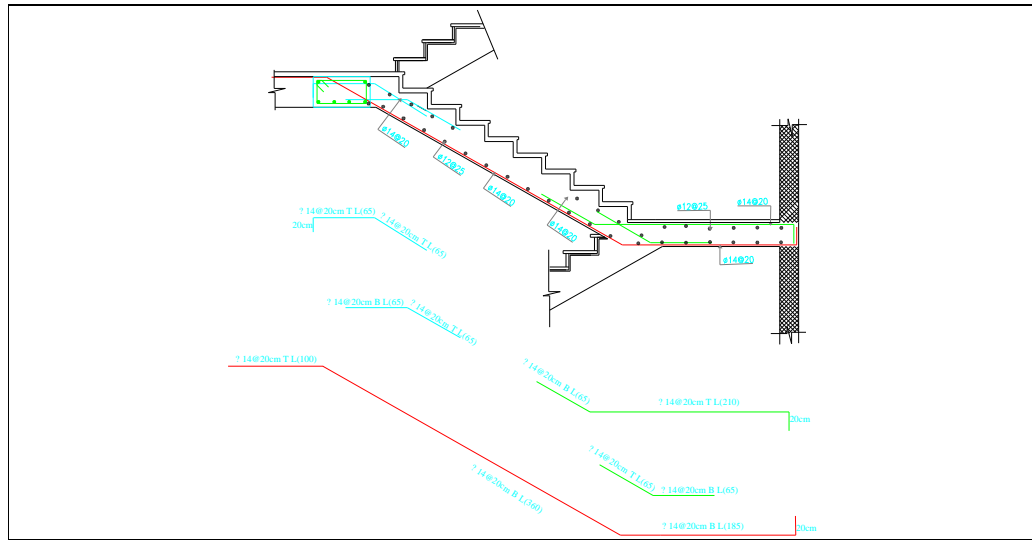 ø14@20
ø12@25
ø14@20
ø14@20
ø12@25
ø14@20
ø14@20
? 14@20cm T L(65)
20cm
? 14@20cm T L(65)
? 14@20cm B L(65)
? 14@20cm T L(65)
? 14@20cm T L(100)
? 14@20cm B L(65)
? 14@20cm T L(210)
20cm
? 14@20cm B L(360)
? 14@20cm T L(65)
? 14@20cm B L(65)
? 14@20cm B L(185)
20cm